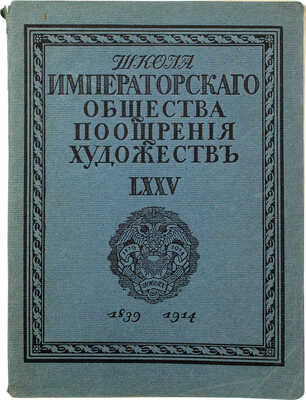 ШКОЛА
ИМПЕРАТОРСКАГО
ОБЩЕСТВА
ПООЩРЕНІЯ
ХУДОЖЕСТВЪ
LXXV
1839 1914